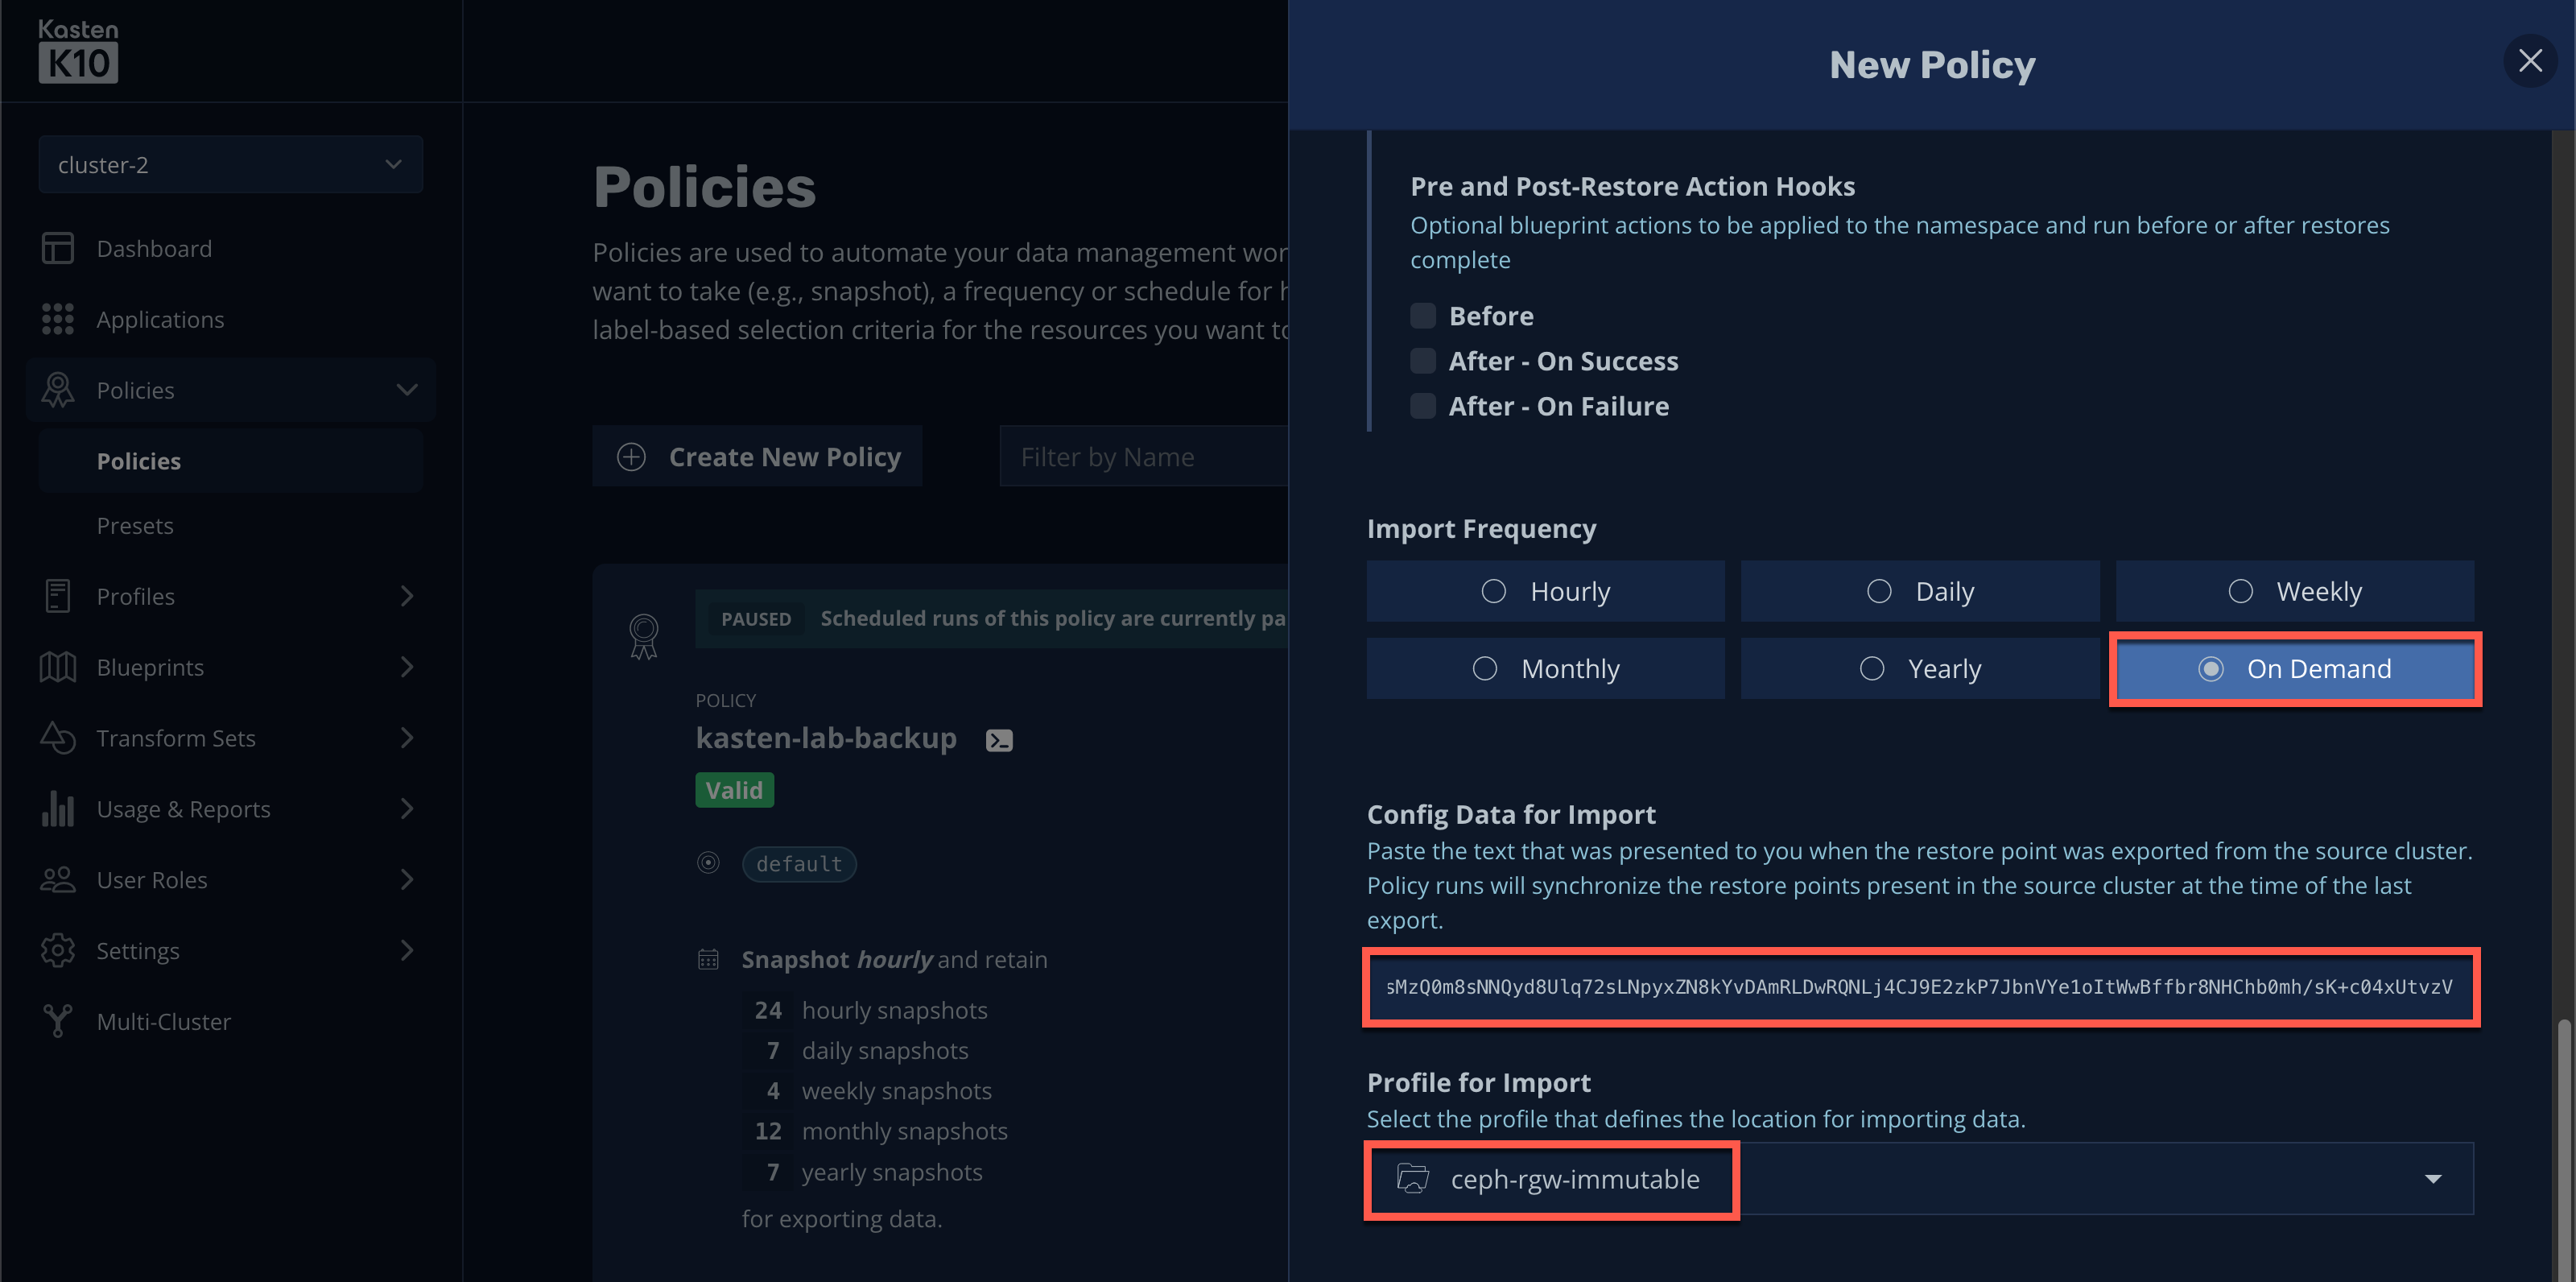 Kasten
K10
cluster-2
Dashboard
Applications
Policies
Policies
Presets
Profiles
Blueprints
Transform Sets
Usage & Reports
User Roles
Settings
Multi-Cluster
Policies
Policies are used to automate your data management wor
want to take (e.g., snapshot), a frequency or schedule for h
label-based selection criteria for the resources you want to
Create New Policy
Filter by Name
PAUSED Scheduled runs of this policy are currently pa
POLICY
kasten-lab-backup
Valid
default
Snapshot hourly and retain
24 hourly snapshots
7 daily snapshots
4 weekly snapshots
12 monthly snapshots
7 yearly snapshots
for exporting data.
New Policy
Pre and Post-Restore Action Hooks
Optional blueprint actions to be applied to the namespace and run before or after restores
complete
Before
After - On Success
After - On Failure
Import Frequency
Hourly Daily Weekly
Monthly Yearly On Demand
Config Data for Import
Paste the text that was presented to you when the restore point was exported from the source cluster.
Policy runs will synchronize the restore points present in the source cluster at the time of the last
export.
sMzQ0m8sNNQyd8Ulq72sLNpyxZN8kYvDAmRLDwRQNLj4CJ9E2zkP7JbnVYe1oItWwBffbr8NHChb0mh/sK+c04xUtvzV
Profile for Import
Select the profile that defines the location for importing data.
ceph-rgw-immutable